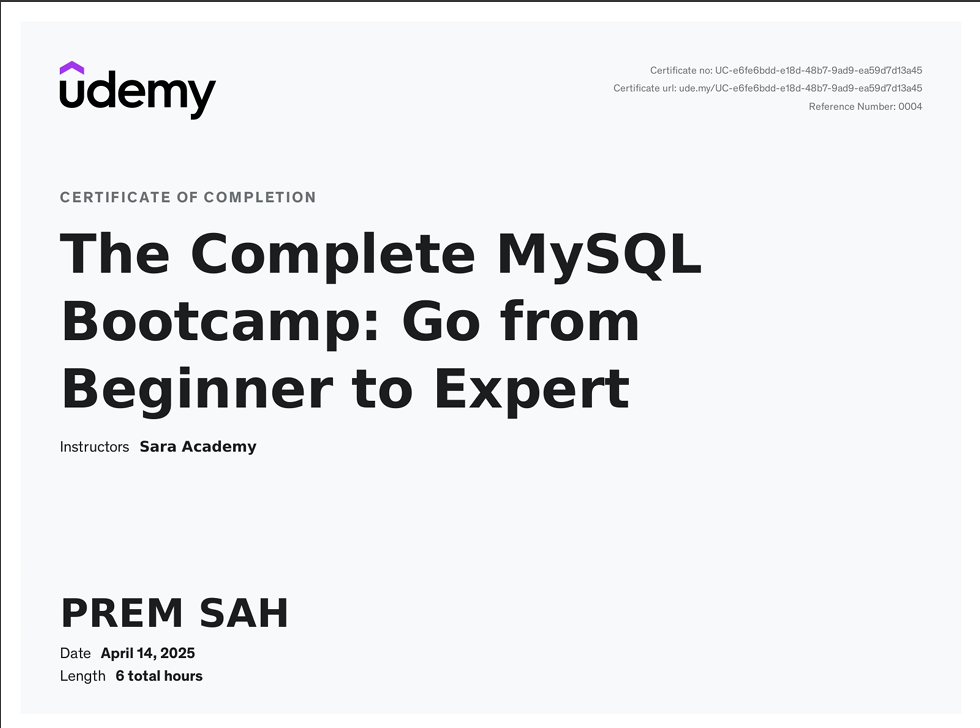 udemy
Certificate no: UC-e6fe6bdd-e18d-48b7-9ad9-ea59d7d13a45
Certificate url: ude.my/UC-e6fe6bdd-e18d-48b7-9ad9-ea59d7d13a45
Reference Number: 0004
CERTIFICATE OF COMPLETION
The Complete MySQL
Bootcamp: Go from
Beginner to Expert
Instructors Sara Academy
PREM SAH
Date April 14, 2025
Length 6 total hours